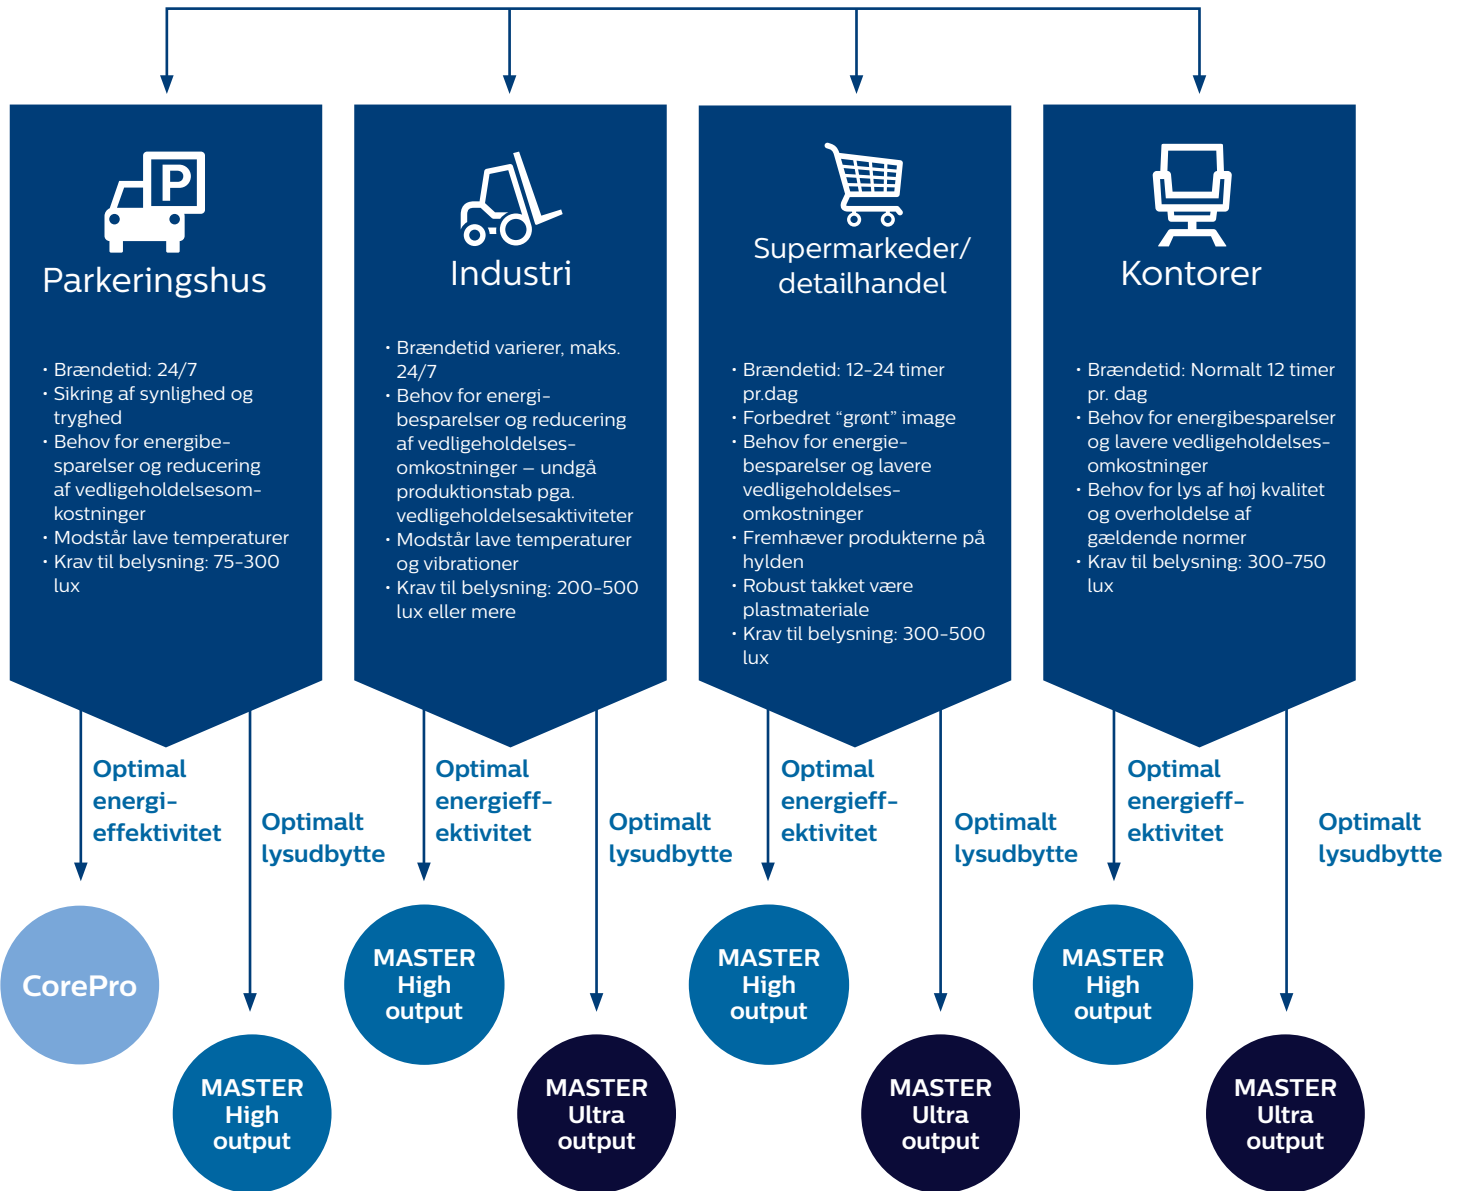 P
Parkeringshus
• Brændetid: 24/7
• Sikring af synlighed og
tryghed
• Behov for energibe-
sparelser og reducering
af vedligeholdelsesom-
kostninger
• Modstår lave temperaturer
• Krav til belysning: 75-300
lux
Industri
• Brændetid varierer, maks.
24/7
• Behov for energi-
besparelser og reducering
af vedligeholdelses-
omkostninger – undgå
produktionstab pga.
vedligeholdelsesaktiviteter
• Modstår lave temperaturer
og vibrationer
• Krav til belysning: 200-500
lux eller mere
Supermarkeder/
detailhandel
• Brændetid: 12-24 timer
pr.dag
• Forbedret “grønt” image
• Behov for energie-
besparelser og lavere
vedligeholdelses-
omkostninger
• Fremhæver produkterne på
hylden
• Robust takket være
plastmateriale
• Krav til belysning: 300-500
lux
Kontorer
• Brændetid: Normalt 12 timer
pr. dag
• Behov for energibesparelser
og lavere vedligeholdelses-
omkostninger
• Behov for lys af høj kvalitet
og overholdelse af
gældende normer
• Krav til belysning: 300-750
lux
Optimal
energi-
effektivitet
Optimalt
lysudbytte
Optimal
energieff-
ektivitet
Optimalt
lysudbytte
Optimal
energieff-
ektivitet
Optimalt
lysudbytte
Optimal
energieff-
ektivitet
Optimalt
lysudbytte
CorePro
MASTER
High
output
MASTER
High
output
MASTER
Ultra
output
MASTER
High
output
MASTER
Ultra
output
MASTER
High
output
MASTER
Ultra
output